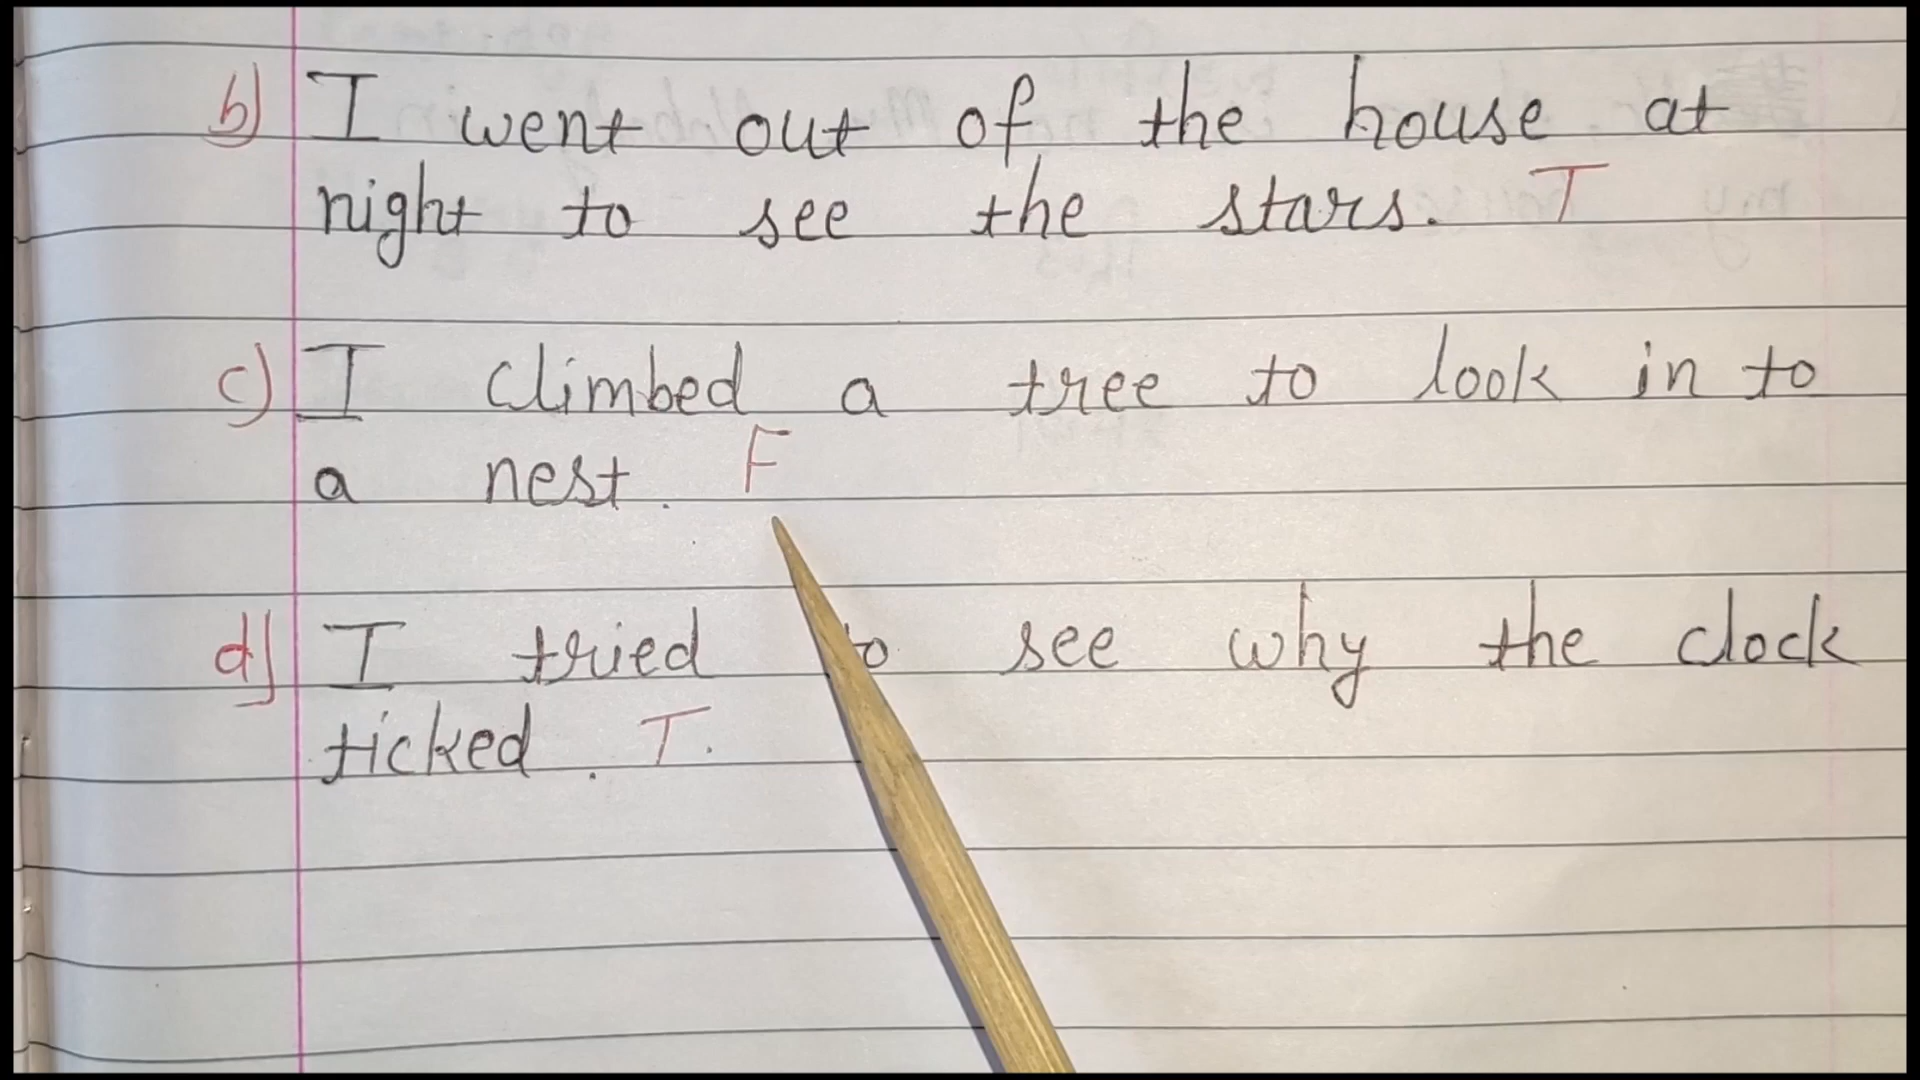 b) I went out of the house at
night to see the stars. T
c) I climbed a tree to look in to
a nest. F
d) I tried to see why the clock
ticked. T.